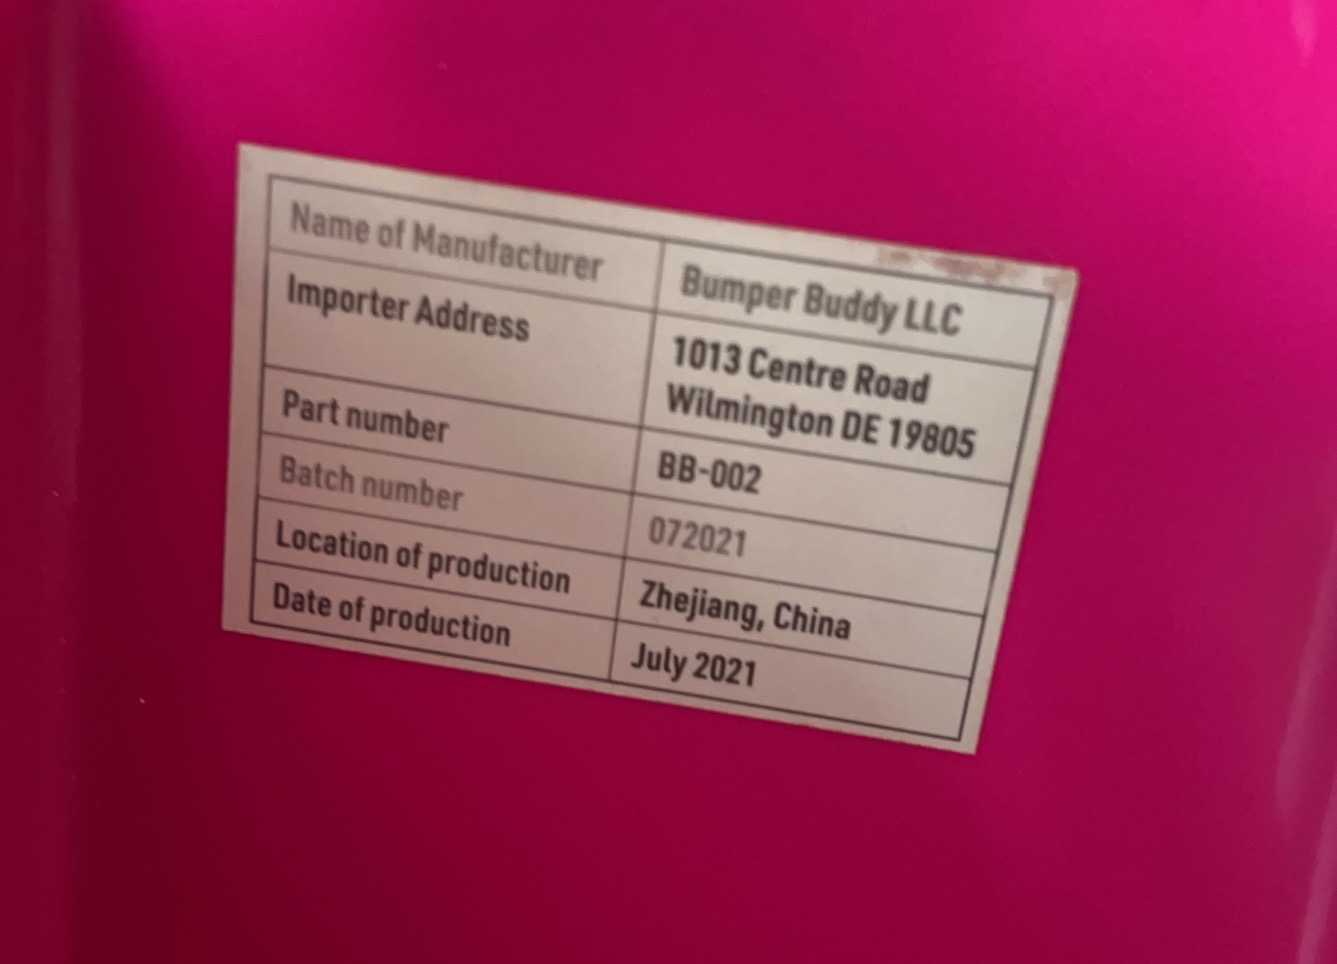 Name of Manufacturer Bumper Buddy LLC
Importer Address 1013 Centre Road
Wilmington DE 19805
Part number BB-002
Batch number 072021
Location of production Zhejiang, China
Date of production July 2021